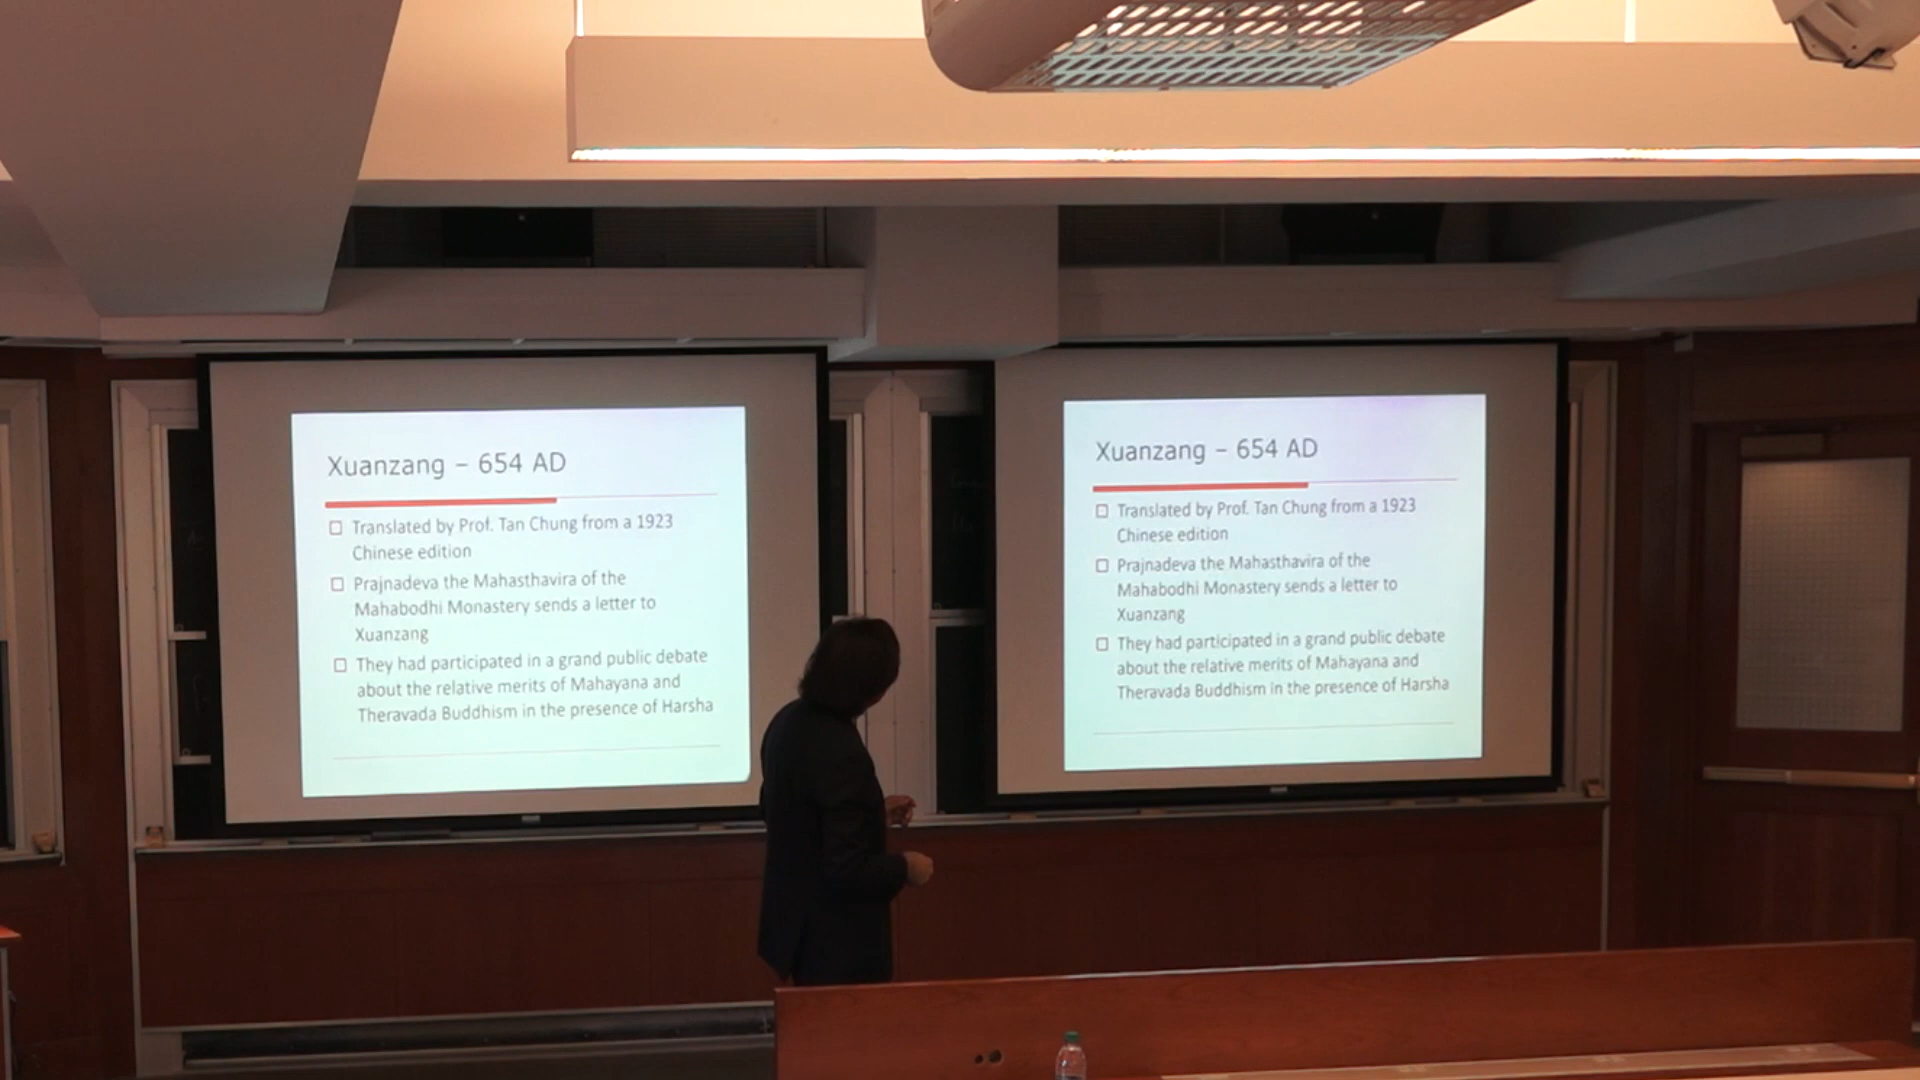 Xuanzang – 654 AD
Translated by Prof. Tan Chung from a 1923
Chinese edition
Prajnadeva the Mahasthavira of the
Mahabodhi Monastery sends a letter to
Xuanzang
They had participated in a grand public debate
about the relative merits of Mahayana and
Theravada Buddhism in the presence of Harsha
Xuanzang – 654 AD
Translated by Prof. Tan Chung from a 1923
Chinese edition
Prajnadeva the Mahasthavira of the
Mahabodhi Monastery sends a letter to
Xuanzang
They had participated in a grand public debate
about the relative merits of Mahayana and
Theravada Buddhism in the presence of Harsha